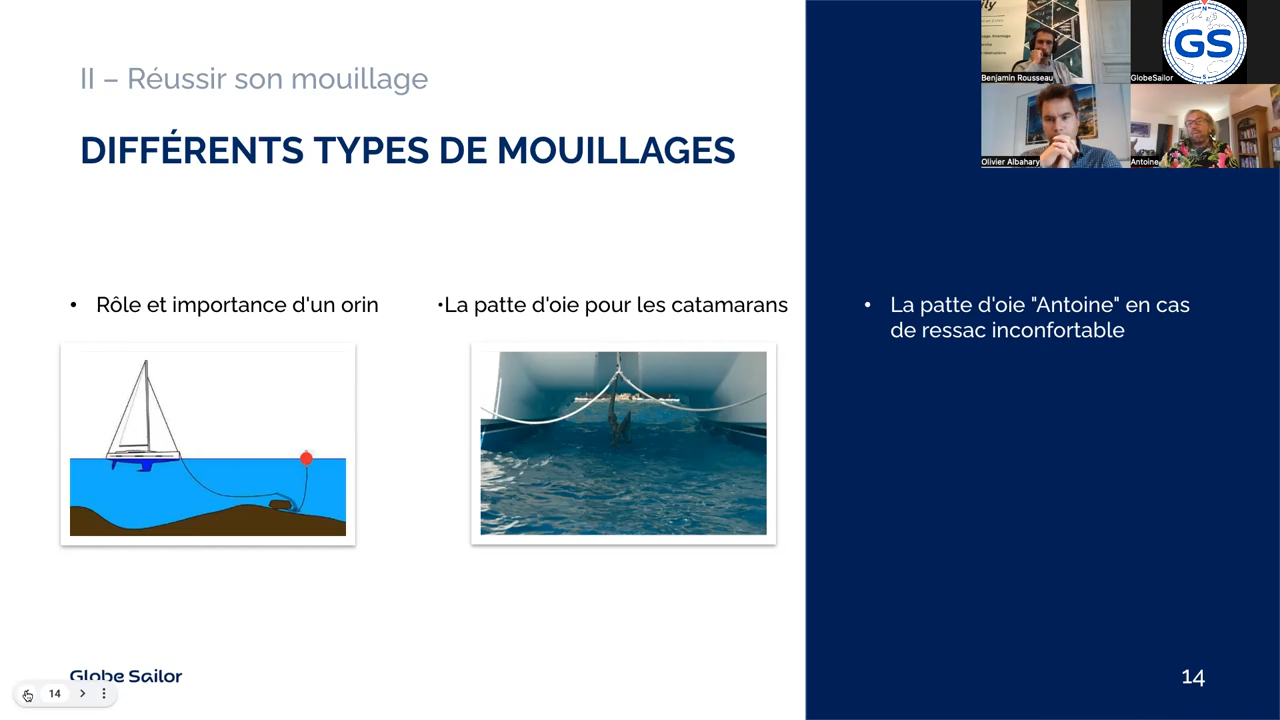 II – Réussir son mouillage
DIFFÉRENTS TYPES DE MOUILLAGES
• Rôle et importance d'un orin
•La patte d'oie pour les catamarans
• La patte d'oie "Antoine" en cas
de ressac inconfortable
Globe Sailor
14
14
ily
Benjamin Rousseau
N
GS
S
GlobeSailor
Olivier Albahary
Antoine